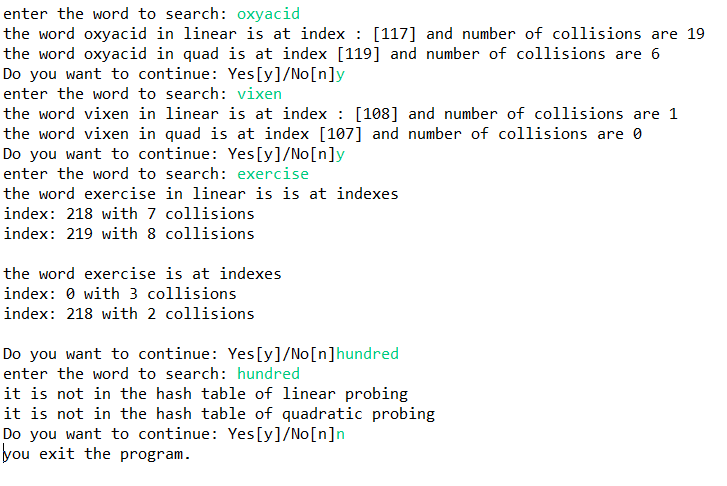 enter the word to search: oxyacid
the word oxyacid in linear is at index : [117] and number of collisions are 19
the word oxyacid in quad is at index [119] and number of collisions are 6
Do you want to continue: Yes[y]/No[n]y
enter the word to search: vixen
the word vixen in linear is at index : [108] and number of collisions are 1
the word vixen in quad is at index [107] and number of collisions are 0
Do you want to continue: Yes[y]/No[n]y
enter the word to search: exercise
the word exercise in linear is is at indexes
index: 218 with 7 collisions
index: 219 with 8 collisions
the word exercise is at indexes
index: 0 with 3 collisions
index: 218 with 2 collisions
Do you want to continue: Yes[y]/No[n]hundred
enter the word to search: hundred
it is not in the hash table of linear probing
it is not in the hash table of quadratic probing
Do you want to continue: Yes[y]/No[n]n
you exit the program.